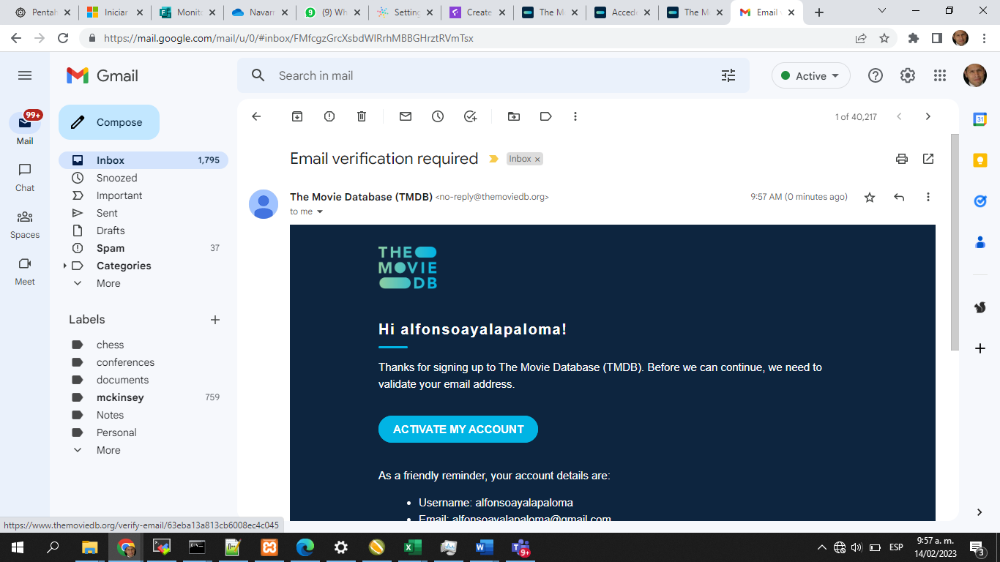 Pentah
Iniciar
Monito
Navarr
(9) Wh
Setting
Create
The M
Accede
The M
Email v
https://mail.google.com/mail/u/0/#inbox/FMfcgzGrcXsbdWlRrhMBBGHrztRVmTsx
Gmail
Search in mail
Active
99+
Mail
Chat
Spaces
Meet
Compose
Inbox 1,795
Snoozed
Important
Sent
Drafts
Spam 37
Categories
More
Labels
chess
conferences
documents
mckinsey 759
Notes
Personal
More
1 of 40,217
Email verification required
Inbox ×
The Movie Database (TMDB) <no-reply@themoviedb.org>
9:57 AM (0 minutes ago)
to me
THE
MOVIE
DB
Hi alfonsoayalapaloma!
Thanks for signing up to The Movie Database (TMDB). Before we can continue, we need to
validate your email address.
ACTIVATE MY ACCOUNT
As a friendly reminder, your account details are:
• Username: alfonsoayalapaloma
• Email: alfonsoayalapaloma@gmail.com
31
https://www.themoviedb.org/verify-email/63eba13a813cb6008ec4c045
9+
ESP
9:57 a. m.
14/02/2023
3